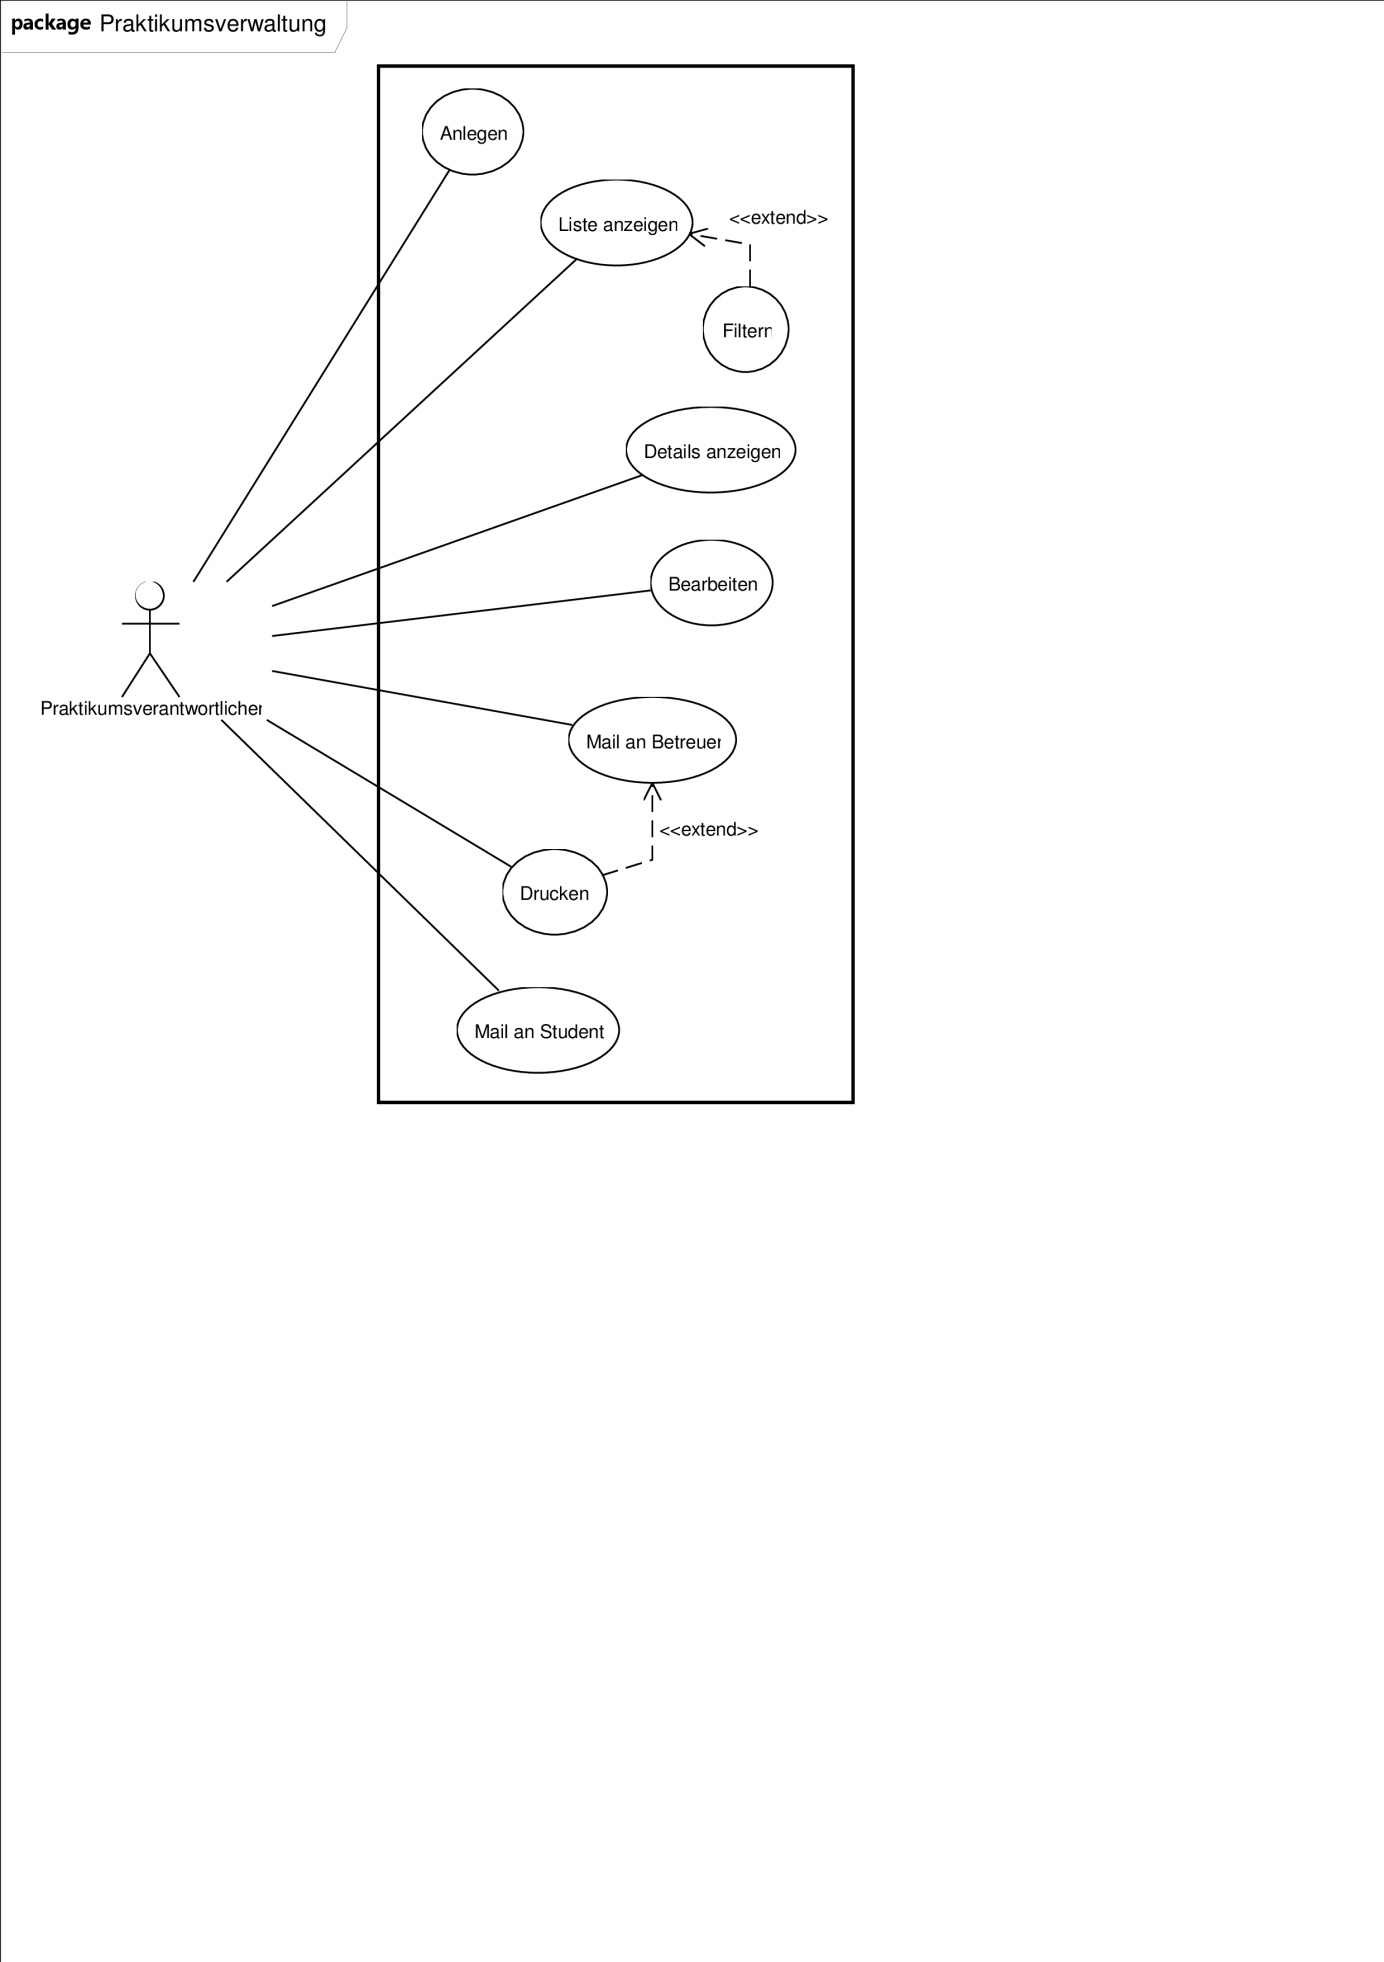 package Praktikumsverwaltung
Anlegen
Liste anzeigen
<<extend>>
Filtern
Details anzeigen
Bearbeiten
Praktikumsverantwortlicher
Mail an Betreuer
<<extend>>
Drucken
Mail an Student